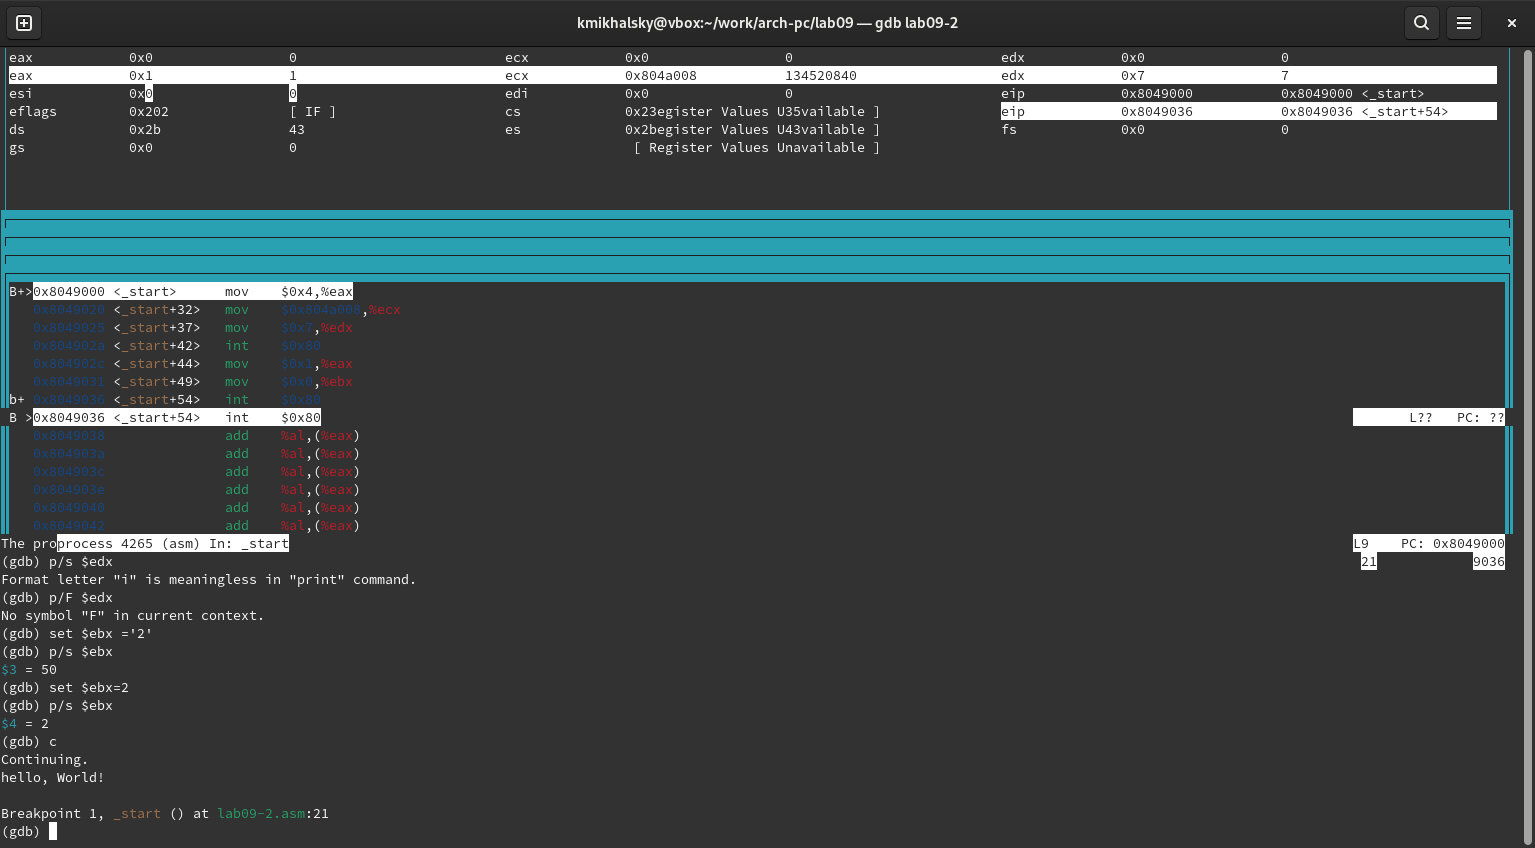 kmikhalsky@vbox:~/work/arch-pc/lab09 — gdb lab09-2
eax 0x0 0 ecx 0x0 0 edx 0x0 0
eax 0x1 1 ecx 0x804a008 134520840 edx 0x7 7
esi 0x0 0 edi 0x0 0 eip 0x8049000 0x8049000 <_start>
eflags 0x202 [ IF ] cs 0x23egister Values U35vailable ] eip 0x8049036 0x8049036 <_start+54>
ds 0x2b 43 es 0x2begister Values U43vailable ] fs 0x0 0
gs 0x0 0 [ Register Values Unavailable ]
B+>0x8049000 <_start> mov $0x4,%eax
0x8049020 <_start+32> mov $0x804a008,%ecx
0x8049025 <_start+37> mov $0x7,%edx
0x804902a <_start+42> int $0x80
0x804902c <_start+44> mov $0x1,%eax
0x8049031 <_start+49> mov $0x0,%ebx
b+ 0x8049036 <_start+54> int $0x80
B >0x8049036 <_start+54> int $0x80 L?? PC: ??
0x8049038 add %al,(%eax)
0x804903a add %al,(%eax)
0x804903c add %al,(%eax)
0x804903e add %al,(%eax)
0x8049040 add %al,(%eax)
0x8049042 add %al,(%eax)
The proprocess 4265 (asm) In: _start L9 PC: 0x8049000
(gdb) p/s $edx 21 9036
Format letter "i" is meaningless in "print" command.
(gdb) p/F $edx
No symbol "F" in current context.
(gdb) set $ebx ='2'
(gdb) p/s $ebx
$3 = 50
(gdb) set $ebx=2
(gdb) p/s $ebx
$4 = 2
(gdb) c
Continuing.
hello, World!
Breakpoint 1, _start () at lab09-2.asm:21
(gdb)